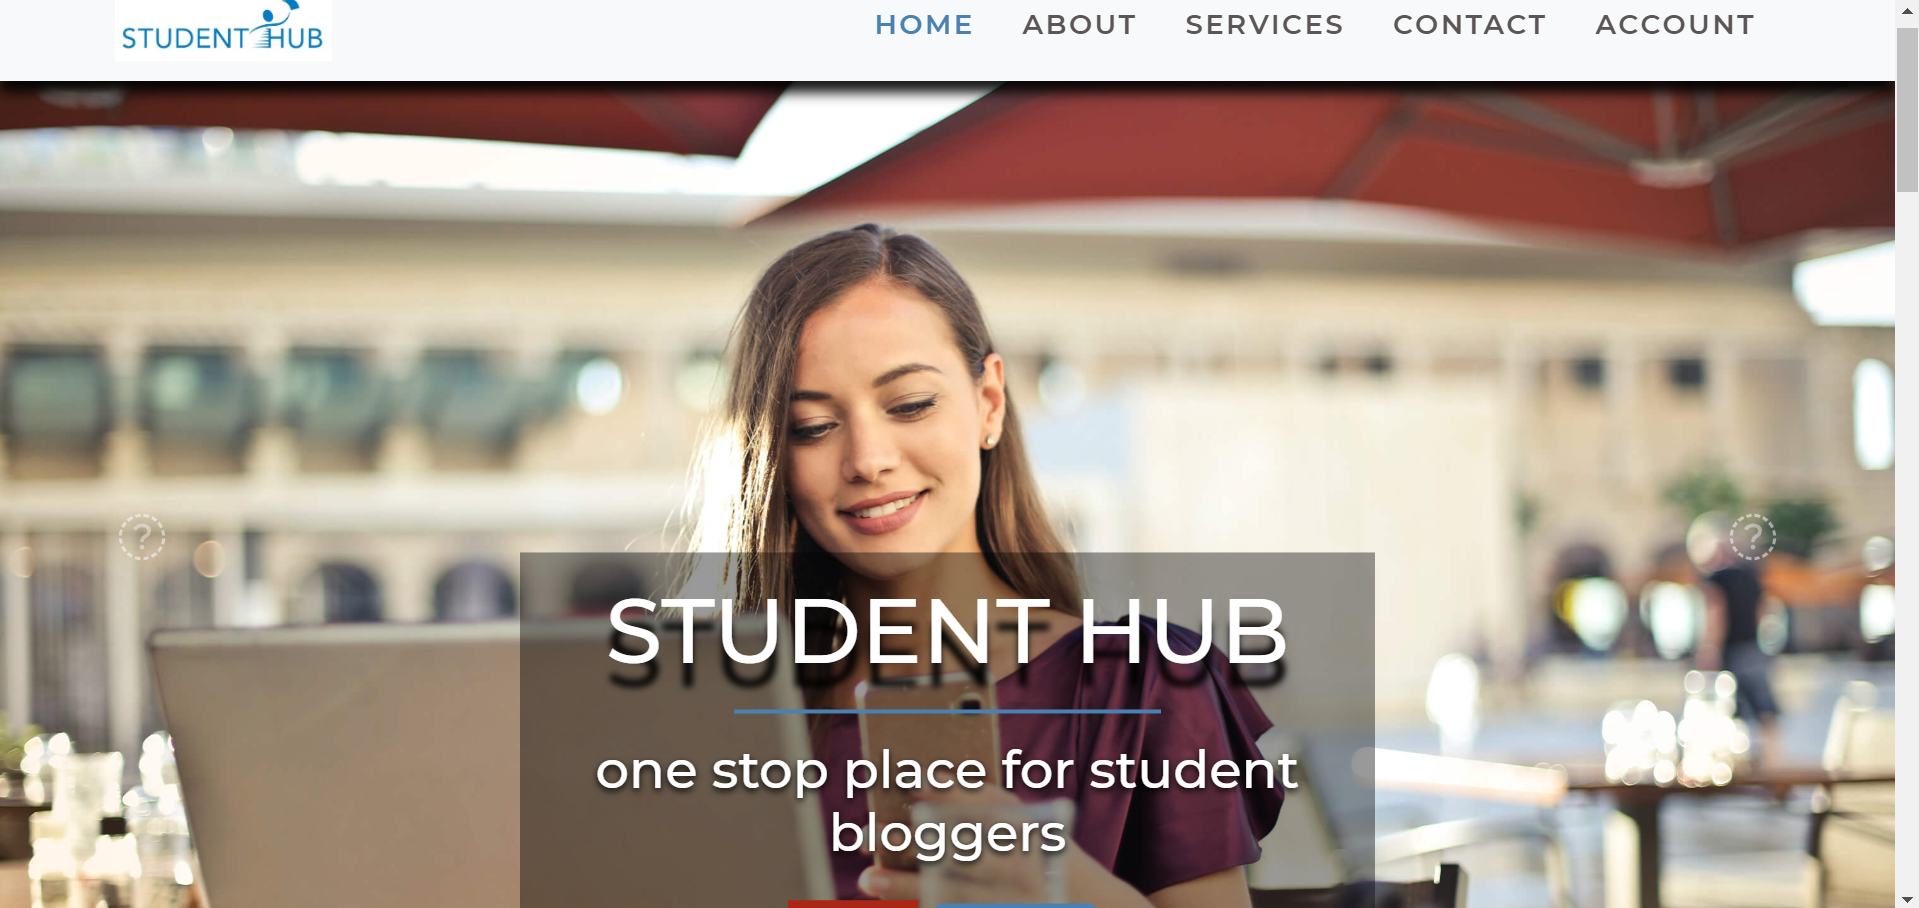 STUDENT HUB
HOME ABOUT SERVICES CONTACT ACCOUNT
? ?
STUDENT HUB
one stop place for student
bloggers